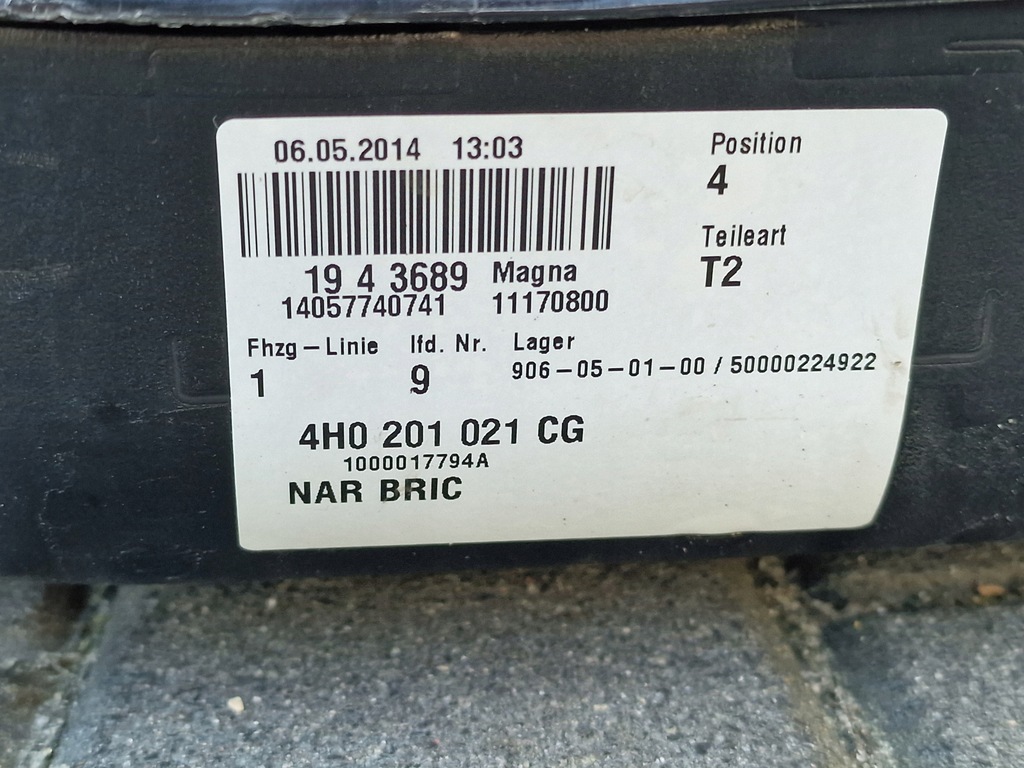 06.05.2014 13:03
Position
4
19 4 3689 Magna
14057740741 11170800
Teileart
T2
Fhzg-Linie lfd. Nr. Lager
1 9 906-05-01-00 / 50000224922
4H0 201 021 CG
1000017794A
NAR BRIC